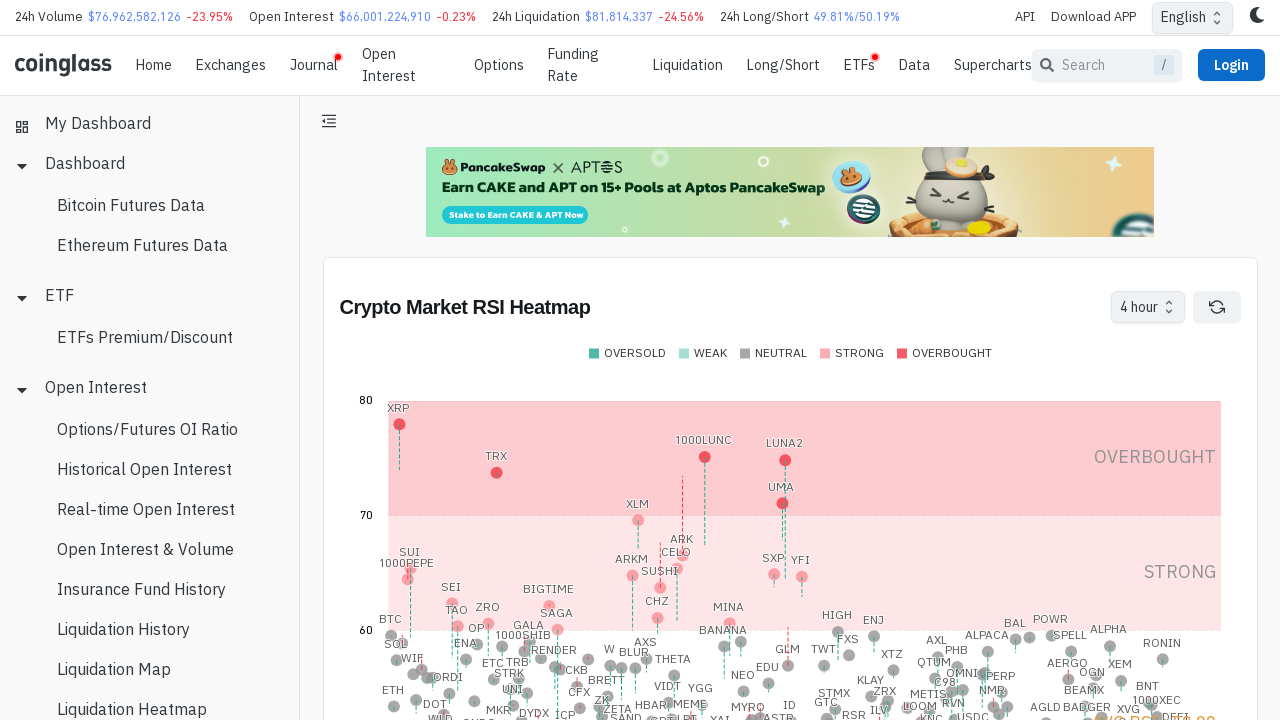 24h Volume $76,962,582,126 -23.95% Open Interest $66,001,224,910 -0.23% 24h Liquidation $81,814,337 -24.56% 24h Long/Short 49.81%/50.19% API Download APP English
coinglass Home Exchanges Journal Open Interest Options Funding Rate Liquidation Long/Short ETFs Data Supercharts Search / Login
My Dashboard
Dashboard
Bitcoin Futures Data
Ethereum Futures Data
ETF
ETFs Premium/Discount
Open Interest
Options/Futures OI Ratio
Historical Open Interest
Real-time Open Interest
Open Interest & Volume
Insurance Fund History
Liquidation History
Liquidation Map
Liquidation Heatmap
PancakeSwap × APTOS
Earn CAKE and APT on 15+ Pools at Aptos PancakeSwap
Stake to Earn CAKE & APT Now
Crypto Market RSI Heatmap 4 hour
OVERSOLD WEAK NEUTRAL STRONG OVERBOUGHT
80
XRP
1000LUNC LUNA2
TRX OVERBOUGHT
UMA
XLM
70
ARK
SUI CELO
1000PEPE ARKM SUSHI SXP YFI STRONG
SEI BIGTIME
TAO ZRO SAGA CHZ MINA
BTC OP GALA BANANA HIGH ENJ BAL POWR
60
SOL ENA 1000SHIB AXS FXS AXL ALPACA SPELL ALPHA
WIF ETC TRB RENDER W BLUR THETA GLM TWT XTZ PHB RONIN
ETH ORDI STRK CKB BRETT NEO EDU KLAY QTUM OMNI PERP AERGO OGN XEM
UNI CFX VIDT YGG STMX ZRX C98 NMR BEAMX BNT
DOT MKR ZK HBAR MEME MYRO ID GTC ILV METIS RVN AGLD BADGER 1000XEC
DYDX ICP ZETA RSR LOOM USDC XVG
SAND XAI KNC DEFI